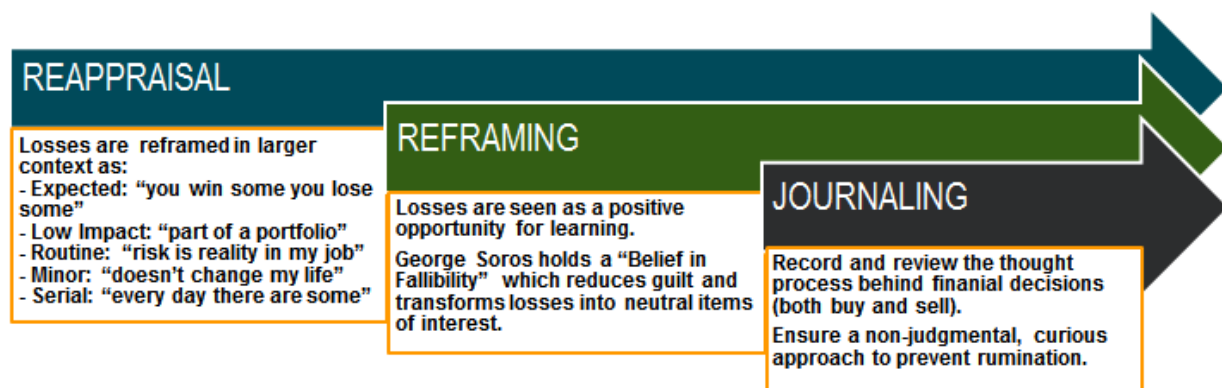 REAPPRAISAL
Losses are reframed in larger
context as:
- Expected: “you win some you lose
some”
- Low Impact: “part of a portfolio”
- Routine: “risk is reality in my job”
- Minor: “doesn’t change my life”
- Serial: “every day there are some”
REFRAMING
Losses are seen as a positive
opportunity for learning.
George Soros holds a “Belief in
Fallibility” which reduces guilt and
transforms losses into neutral items
of interest.
JOURNALING
Record and review the thought
process behind finanial decisions
(both buy and sell).
Ensure a non-judgmental, curious
approach to prevent rumination.